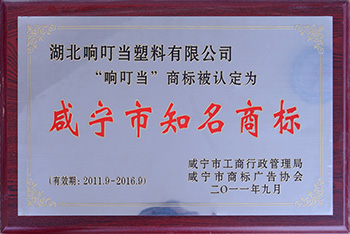 湖北响叮当塑料有限公司
“响叮当”商标被认定为
咸宁市知名商标
咸宁市工商行政管理局
(有效期：2011.9-2016.9)
咸宁市商标广告协会
二〇一一年九月